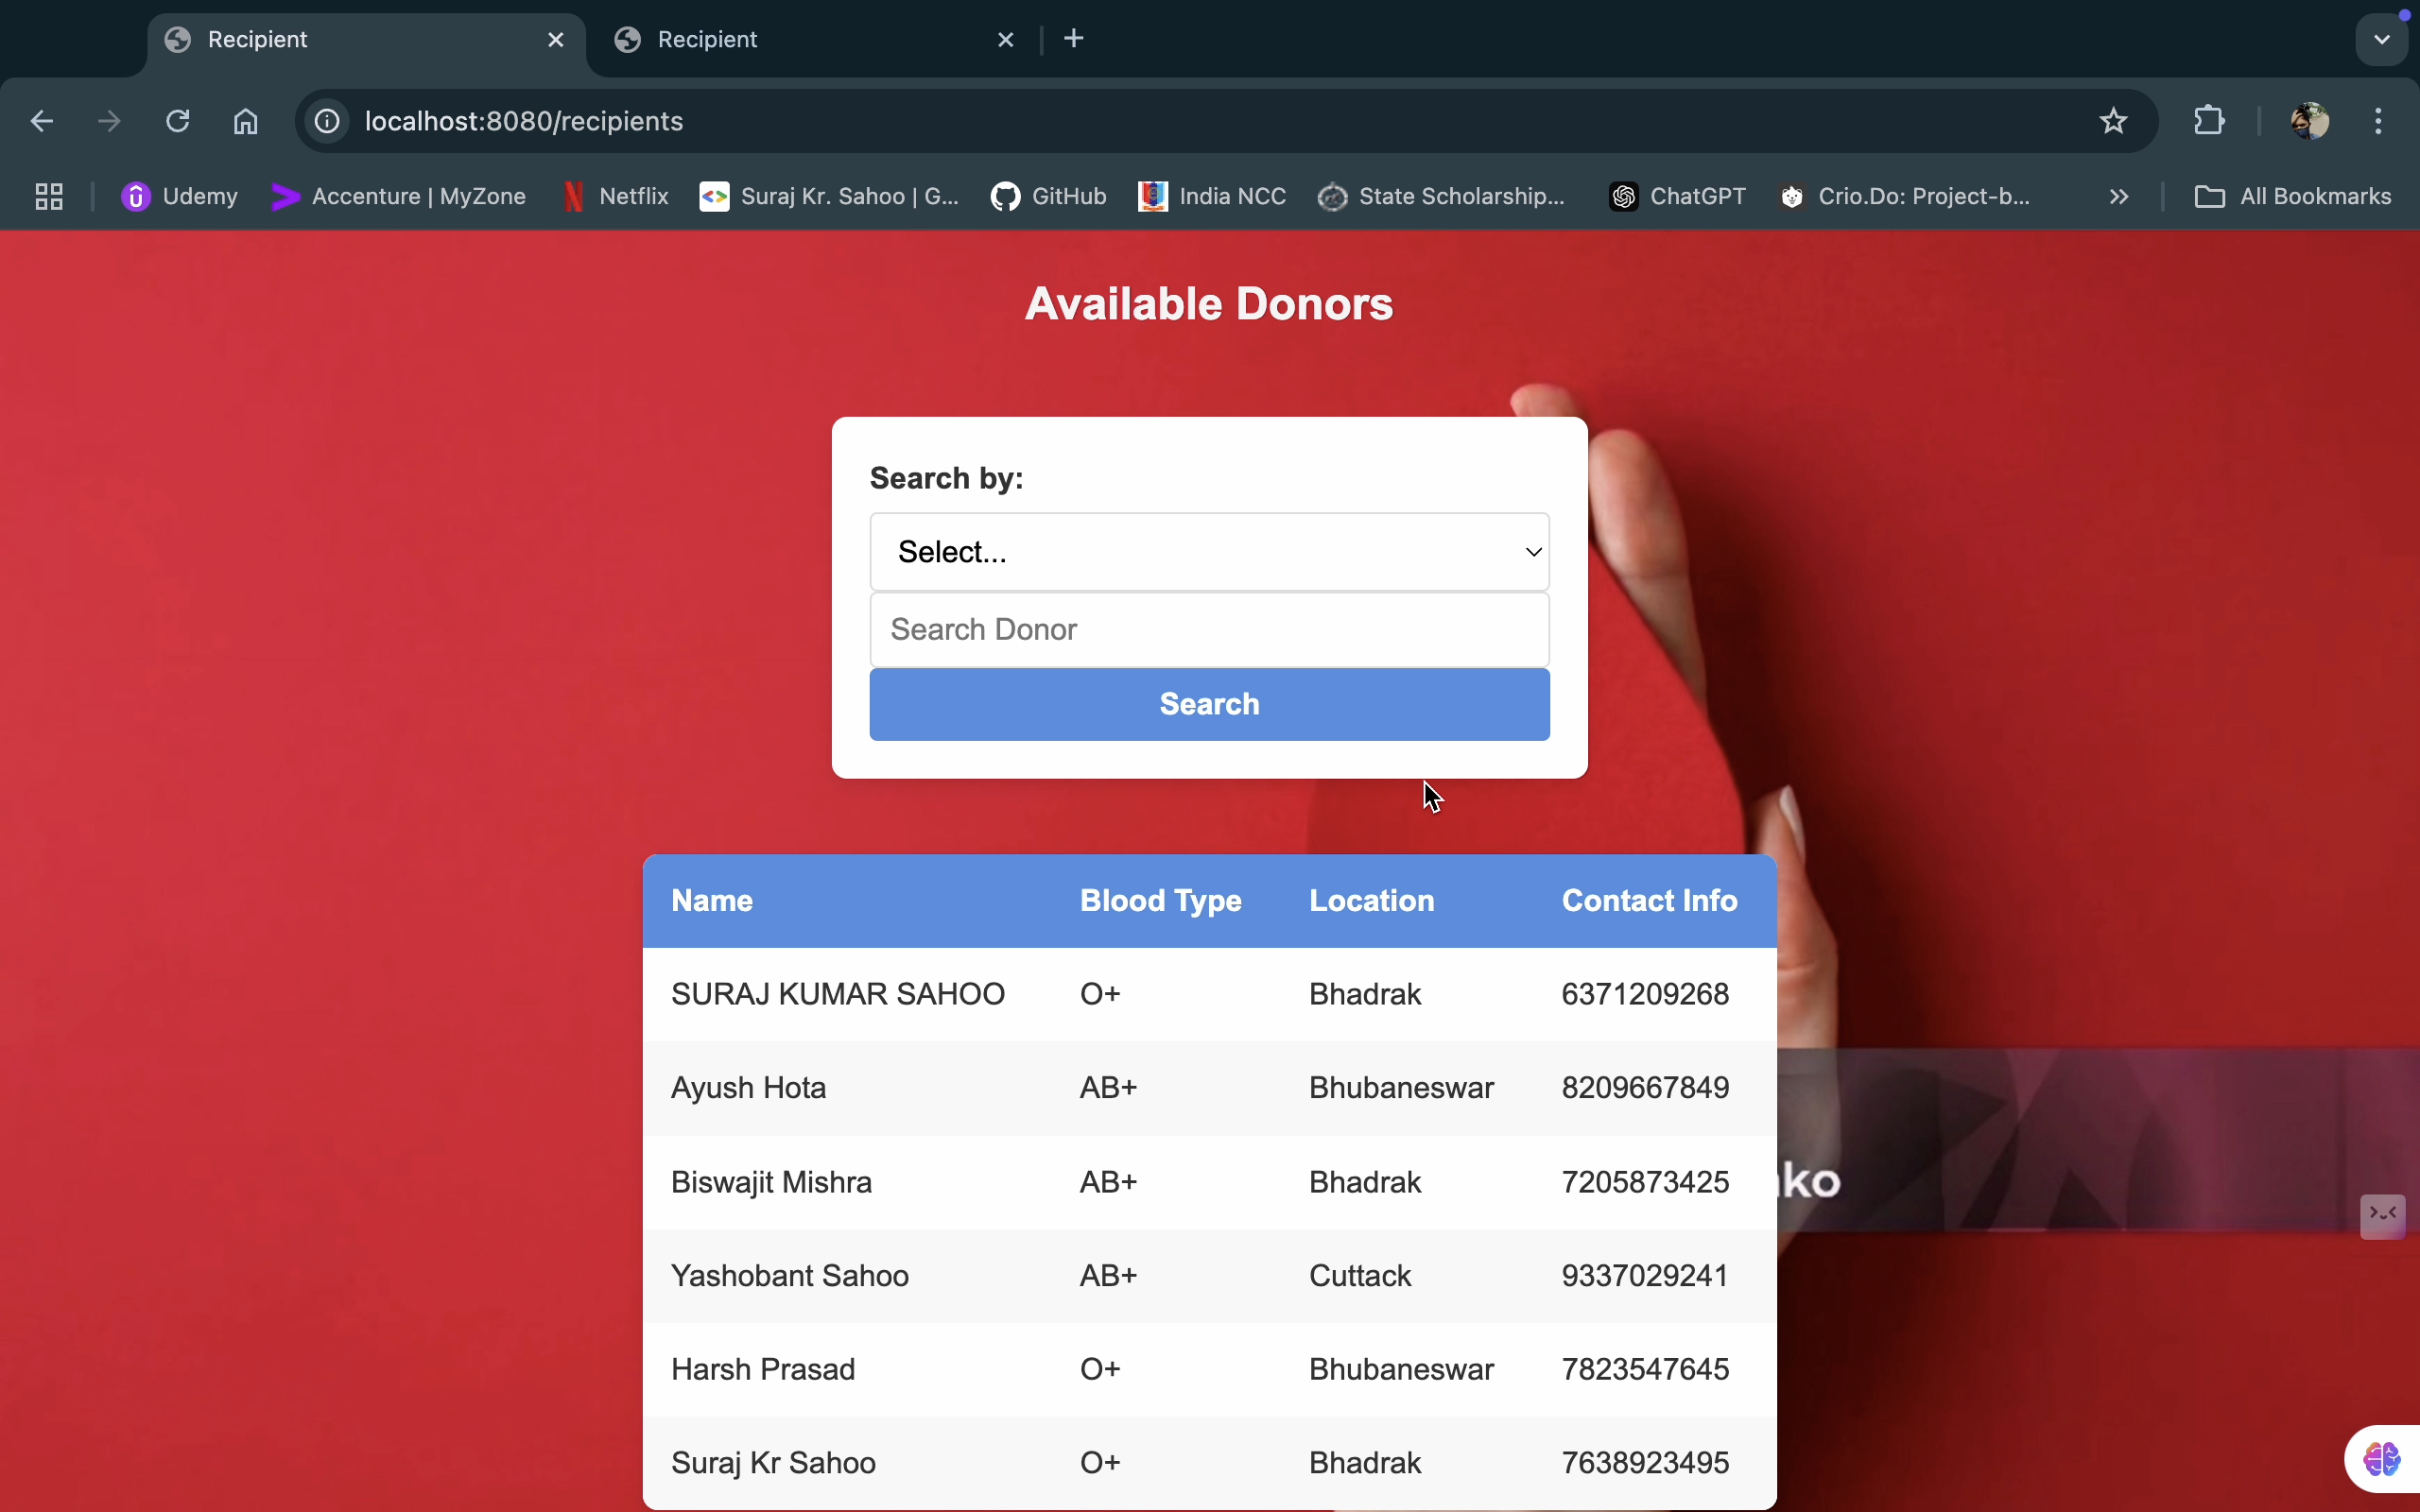 Recipient
Recipient
localhost:8080/recipients
Udemy
Accenture | MyZone
Netflix
Suraj Kr. Sahoo | G...
GitHub
India NCC
State Scholarship...
ChatGPT
Crio.Do: Project-b...
All Bookmarks
Available Donors
Search by:
Select...
Search Donor
Search
Name Blood Type Location Contact Info
SURAJ KUMAR SAHOO O+ Bhadrak 6371209268
Ayush Hota AB+ Bhubaneswar 8209667849
Biswajit Mishra AB+ Bhadrak 7205873425
Yashobant Sahoo AB+ Cuttack 9337029241
Harsh Prasad O+ Bhubaneswar 7823547645
Suraj Kr Sahoo O+ Bhadrak 7638923495